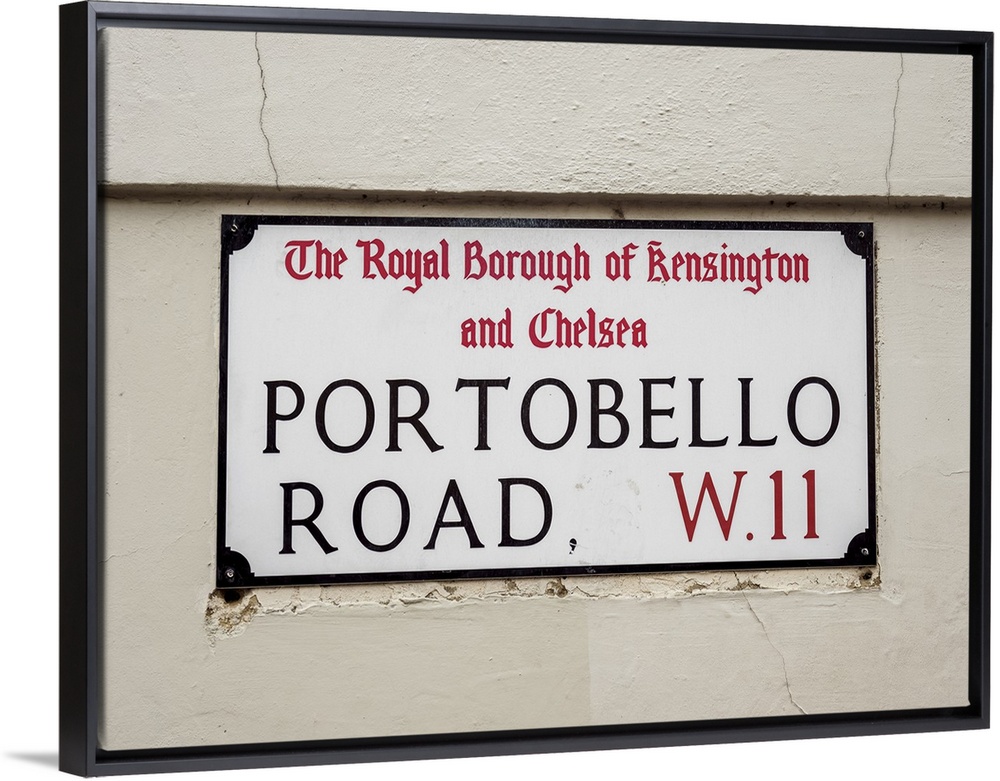 The Royal Borough of Kensington
and Chelsea
PORTOBELLO
ROAD W.11